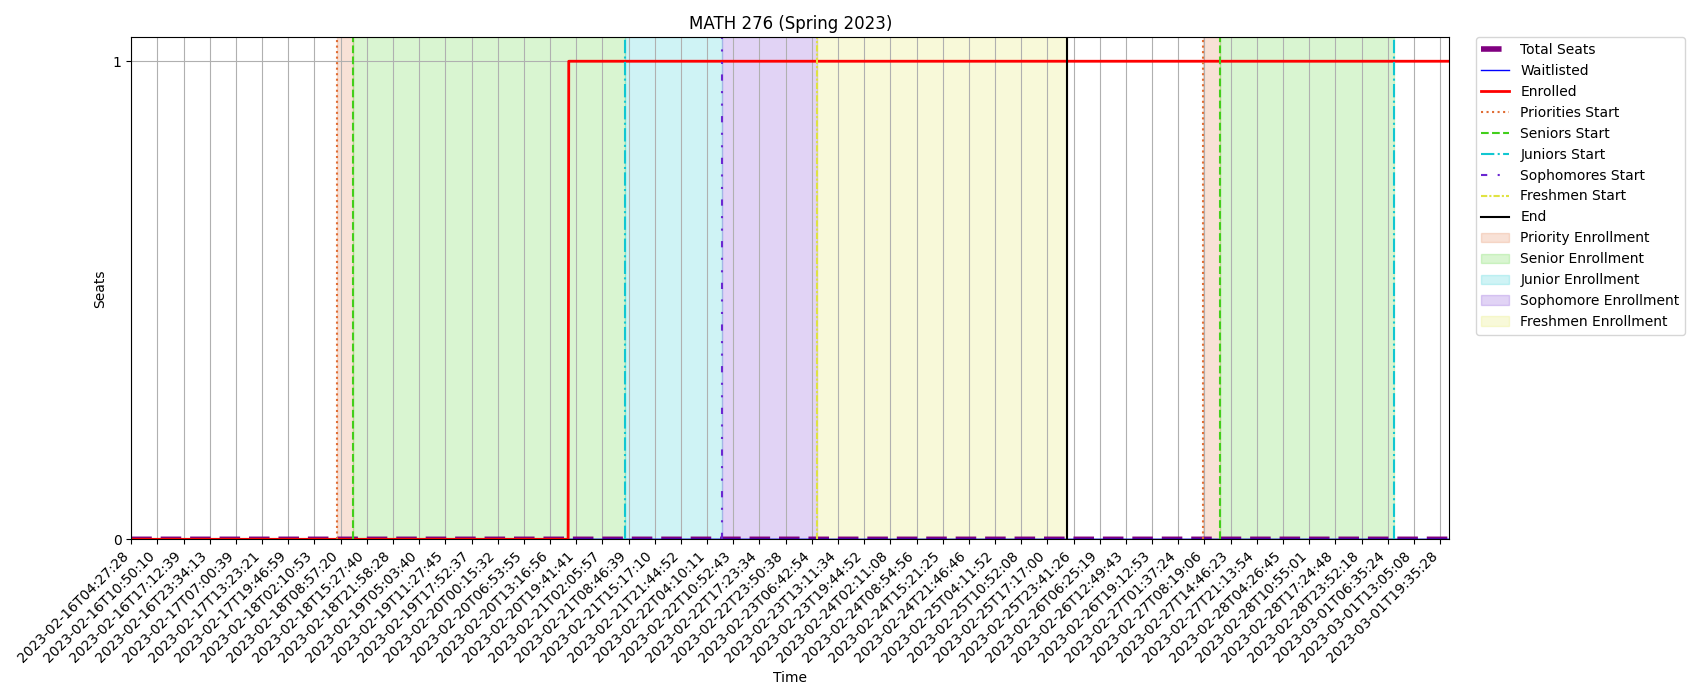 MATH 276 (Spring 2023)
Seats
1
0
2023-02-16T04:27:28
2023-02-16T10:50:10
2023-02-16T17:12:39
2023-02-16T23:34:13
2023-02-17T07:00:39
2023-02-17T13:23:21
2023-02-17T19:46:59
2023-02-18T02:10:53
2023-02-18T08:57:20
2023-02-18T15:27:40
2023-02-18T21:58:28
2023-02-19T05:03:40
2023-02-19T11:27:45
2023-02-19T17:52:37
2023-02-20T00:15:32
2023-02-20T06:53:55
2023-02-20T13:16:56
2023-02-20T19:41:41
2023-02-21T02:05:57
2023-02-21T08:46:39
2023-02-21T15:17:10
2023-02-21T21:44:52
2023-02-22T04:10:11
2023-02-22T10:52:43
2023-02-22T17:23:34
2023-02-22T23:50:38
2023-02-23T06:42:54
2023-02-23T13:11:34
2023-02-23T19:44:52
2023-02-24T02:11:08
2023-02-24T08:54:56
2023-02-24T15:21:25
2023-02-24T21:46:46
2023-02-25T04:11:52
2023-02-25T10:52:08
2023-02-25T17:17:00
2023-02-25T23:41:26
2023-02-26T06:25:19
2023-02-26T12:49:43
2023-02-26T19:12:53
2023-02-27T01:37:24
2023-02-27T08:19:06
2023-02-27T14:46:23
2023-02-27T21:13:54
2023-02-28T04:26:45
2023-02-28T10:55:01
2023-02-28T17:24:48
2023-02-28T23:52:18
2023-03-01T06:35:24
2023-03-01T13:05:08
2023-03-01T19:35:28
Time
Total Seats
Waitlisted
Enrolled
Priorities Start
Seniors Start
Juniors Start
Sophomores Start
Freshmen Start
End
Priority Enrollment
Senior Enrollment
Junior Enrollment
Sophomore Enrollment
Freshmen Enrollment